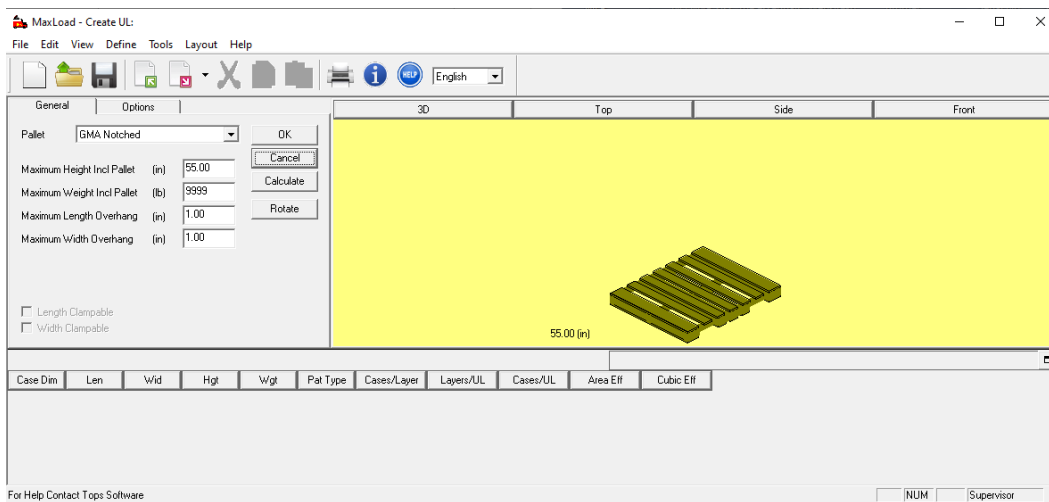 MaxLoad - Create UL:
File Edit View Define Tools Layout Help
HELP English
General Options 3D Top Side Front
Pallet GMA Notched OK
Cancel
Maximum Height Incl Pallet (in) 55.00
Calculate
Maximum Weight Incl Pallet (lb) 9999
Maximum Length Overhang (in) 1.00 Rotate
Maximum Width Overhang (in) 1.00
Length Clampable
Width Clampable
55.00 (in)
Case Dim Len Wid Hgt Wgt Pat Type Cases/Layer Layers/UL Cases/UL Area Eff Cubic Eff
For Help Contact Tops Software NUM Supervisor